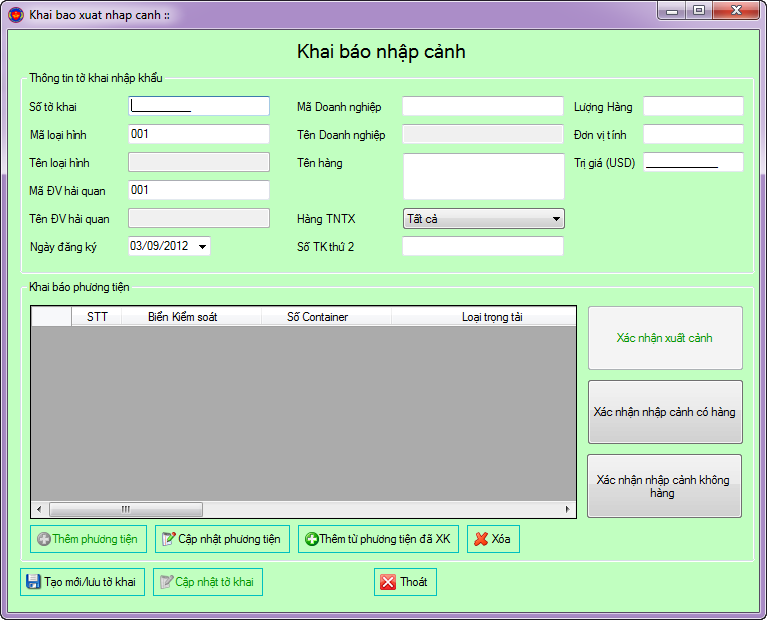 Khai bao xuat nhap canh ::
Khai báo nhập cảnh
Thông tin tờ khai nhập khẩu
Số tờ khai
Mã Doanh nghiệp
Lượng Hàng
Mã loại hình 001
Tên Doanh nghiệp
Đơn vị tính
Tên loại hình
Tên hàng
Trị giá (USD)
Mã ĐV hải quan 001
Tên ĐV hải quan
Hàng TNTX Tất cả
Ngày đăng ký 03/09/2012
Số TK thứ 2
Khai báo phương tiện
STT Biển Kiểm soát Số Container Loại trọng tải
Xác nhận xuất cảnh
Xác nhận nhập cảnh có hàng
Xác nhận nhập cảnh không
hàng
Thêm phương tiện
Cập nhật phương tiện
Thêm từ phương tiện đã XK
Xóa
Tạo mới/lưu tờ khai
Cập nhật tờ khai
Thoát